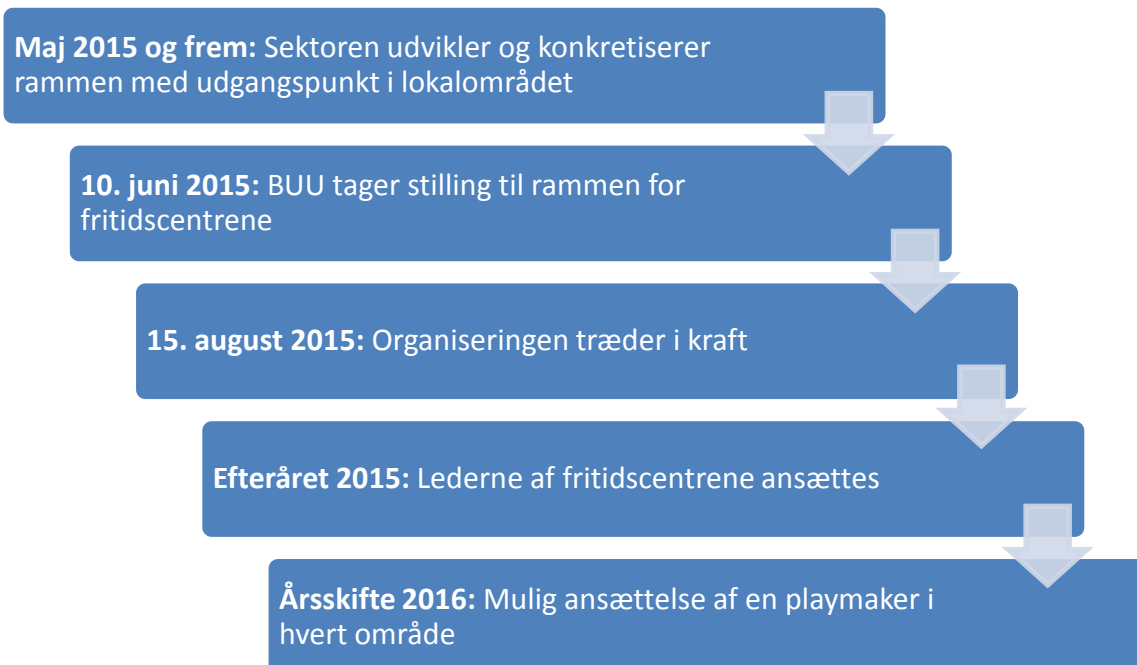 Maj 2015 og frem: Sektoren udvikler og konkretiserer
rammen med udgangspunkt i lokalområdet
10. juni 2015: BUU tager stilling til rammen for
fritidscentrene
15. august 2015: Organiseringen træder i kraft
Efteråret 2015: Lederne af fritidscentrene ansættes
Årsskifte 2016: Mulig ansættelse af en playmaker i
hvert område